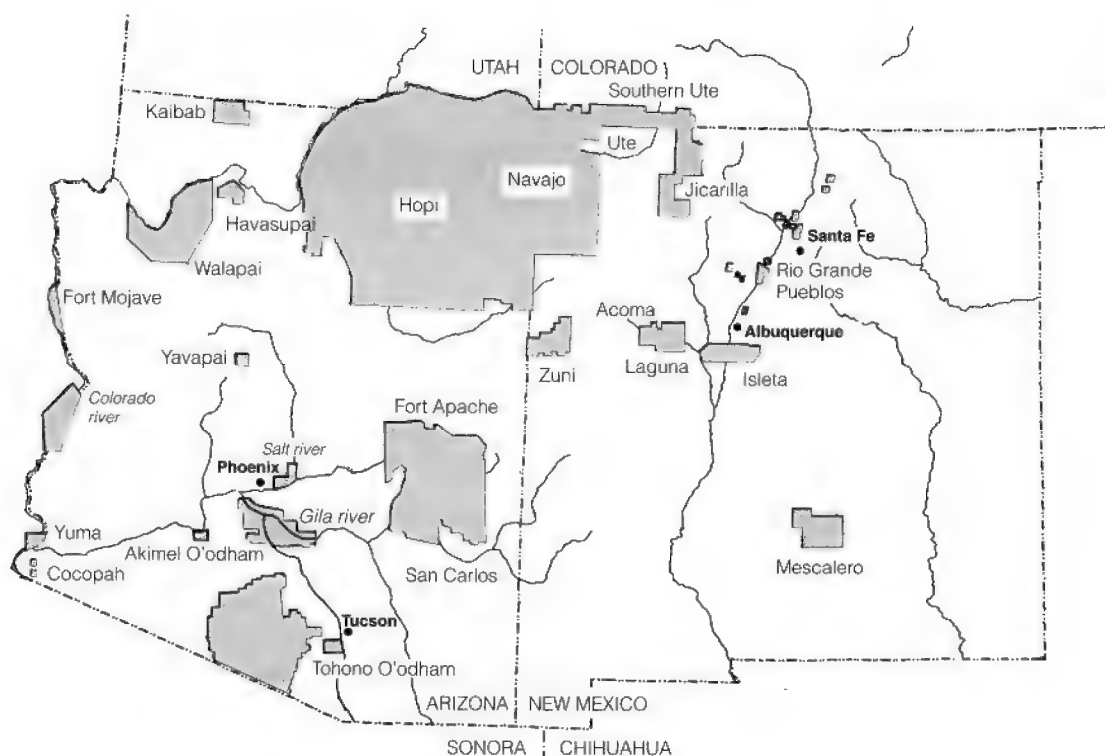 UTAH
COLORADO
Southern Ute
Kaibab
Ute
Navajo
Hopi
Jicarilla
Havasupai
Walapai
Santa Fe
Rio Grande
Pueblos
Fort Mojave
Acoma
Albuquerque
Yavapai
Zuni
Laguna
Isleta
Colorado
river
Fort Apache
Salt river
Phoenix
Gila river
Yuma
Akimel O'odham
Cocopah
San Carlos
Mescalero
Tucson
Tohono O'odham
ARIZONA
NEW MEXICO
SONORA
CHIHUAHUA